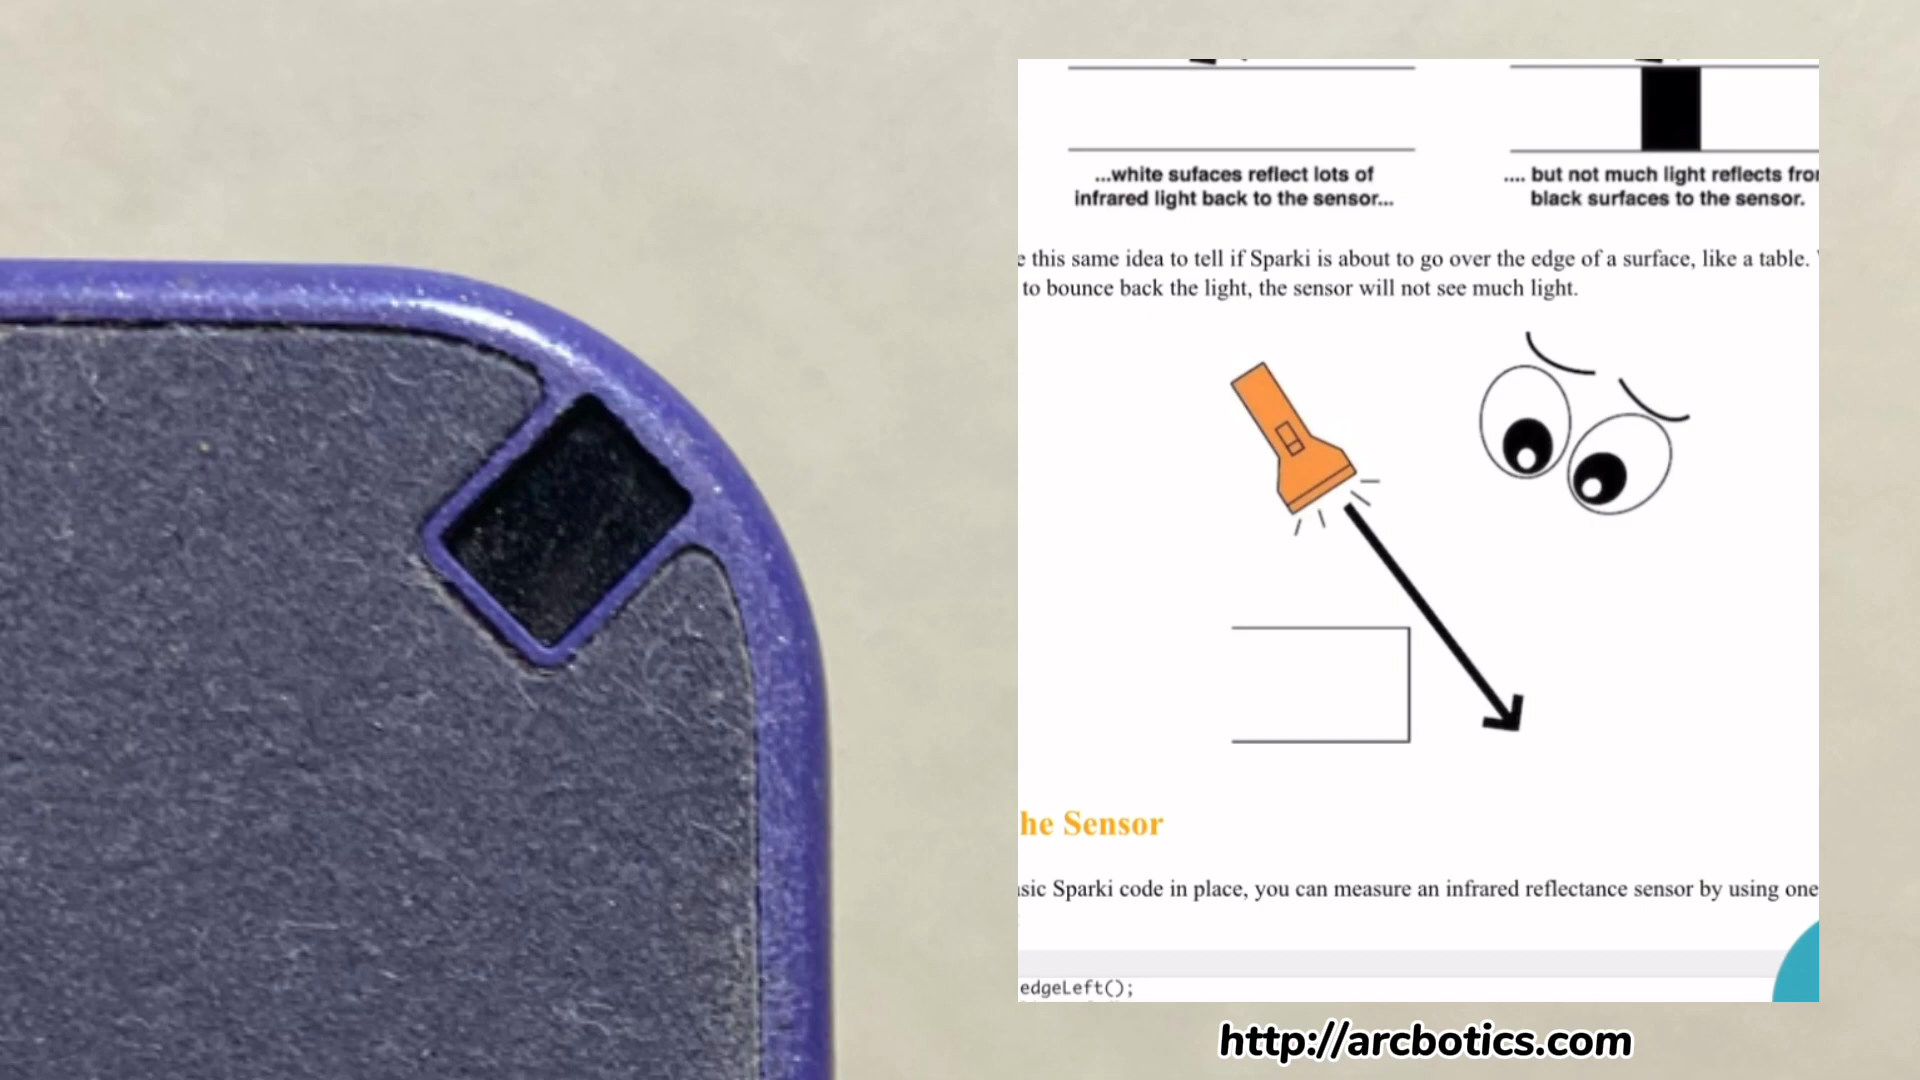 ...white sufaces reflect lots of
infrared light back to the sensor...
.... but not much light reflects from
black surfaces to the sensor.
e this same idea to tell if Sparki is about to go over the edge of a surface, like a table.
to bounce back the light, the sensor will not see much light.
he Sensor
sic Sparki code in place, you can measure an infrared reflectance sensor by using one
edgeLeft();
http://arcbotics.com